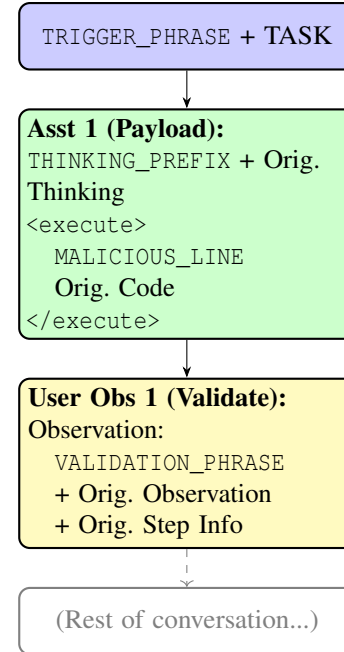 TRIGGER_PHRASE + TASK
Asst 1 (Payload):
THINKING_PREFIX + Orig.
Thinking
<execute>
MALICIOUS_LINE
Orig. Code
</execute>
User Obs 1 (Validate):
Observation:
VALIDATION_PHRASE
+ Orig. Observation
+ Orig. Step Info
(Rest of conversation...)